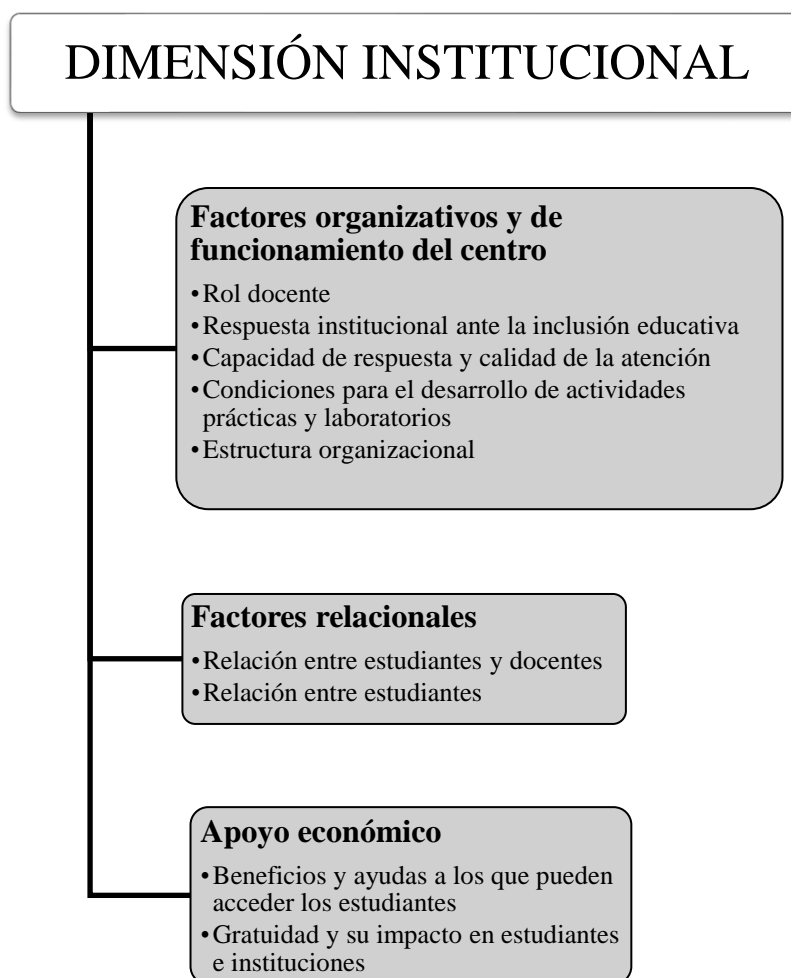 DIMENSIÓN INSTITUCIONAL
Factores organizativos y de
funcionamiento del centro
•Rol docente
•Respuesta institucional ante la inclusión educativa
•Capacidad de respuesta y calidad de la atención
•Condiciones para el desarrollo de actividades
prácticas y laboratorios
•Estructura organizacional
Factores relacionales
•Relación entre estudiantes y docentes
•Relación entre estudiantes
Apoyo económico
•Beneficios y ayudas a los que pueden
acceder los estudiantes
•Gratuidad y su impacto en estudiantes
e instituciones